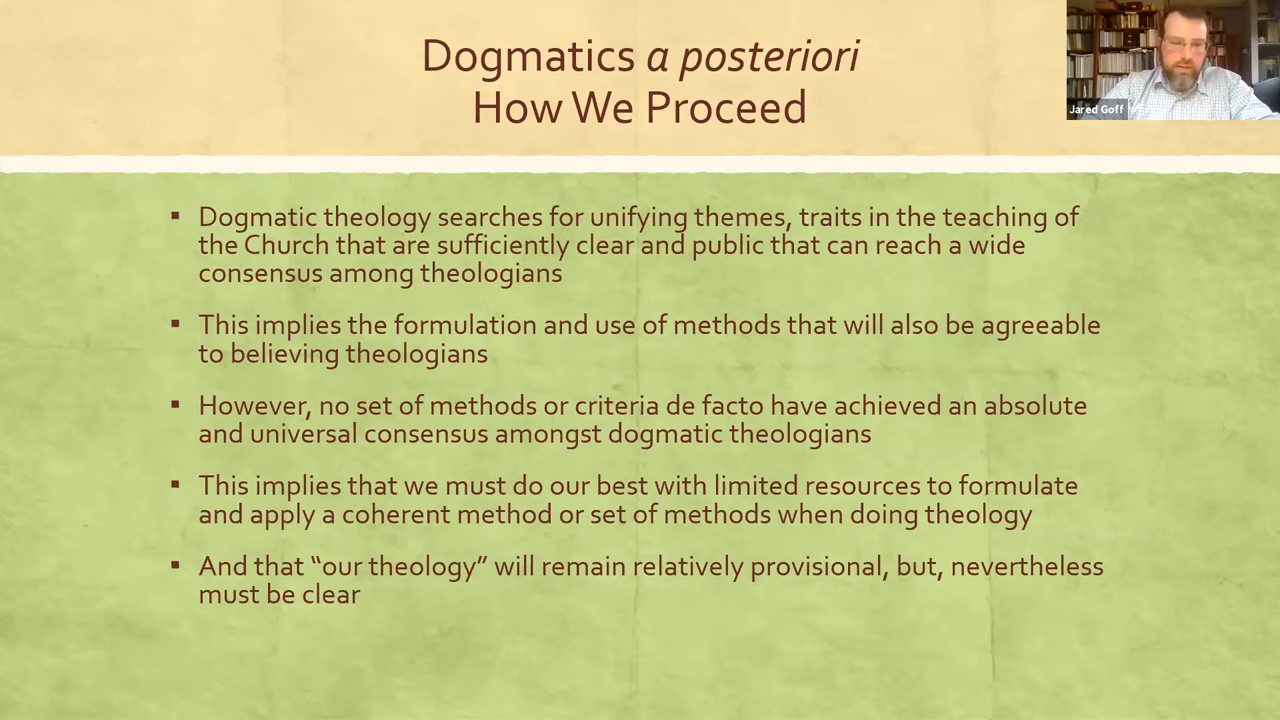 Dogmatics a posteriori
How We Proceed
Jared Goff
▪ Dogmatic theology searches for unifying themes, traits in the teaching of
the Church that are sufficiently clear and public that can reach a wide
consensus among theologians
▪ This implies the formulation and use of methods that will also be agreeable
to believing theologians
▪ However, no set of methods or criteria de facto have achieved an absolute
and universal consensus amongst dogmatic theologians
▪ This implies that we must do our best with limited resources to formulate
and apply a coherent method or set of methods when doing theology
▪ And that “our theology” will remain relatively provisional, but, nevertheless
must be clear